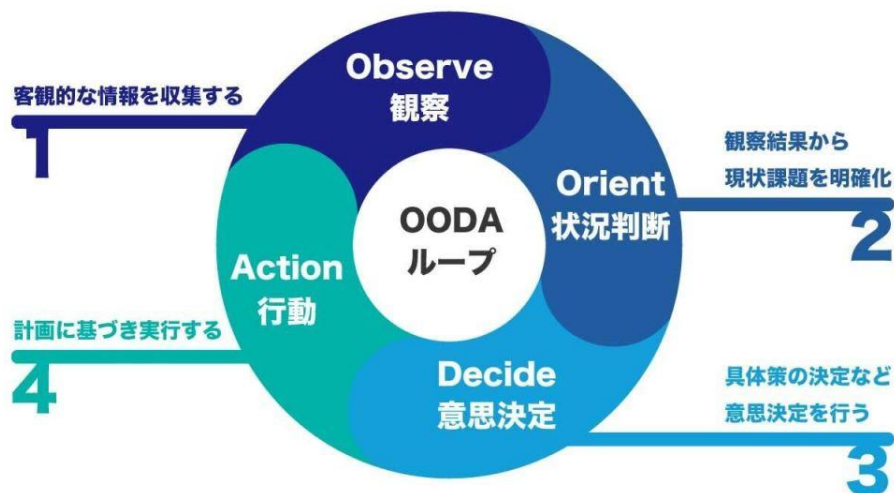 Observe
観察
客観的な情報を収集する
1
Orient
状況判断
観察結果から
現状課題を明確化
2
OODA
ループ
Decide
意思決定
具体策の決定など
意思決定を行う
3
Action
行動
計画に基づき実行する
4